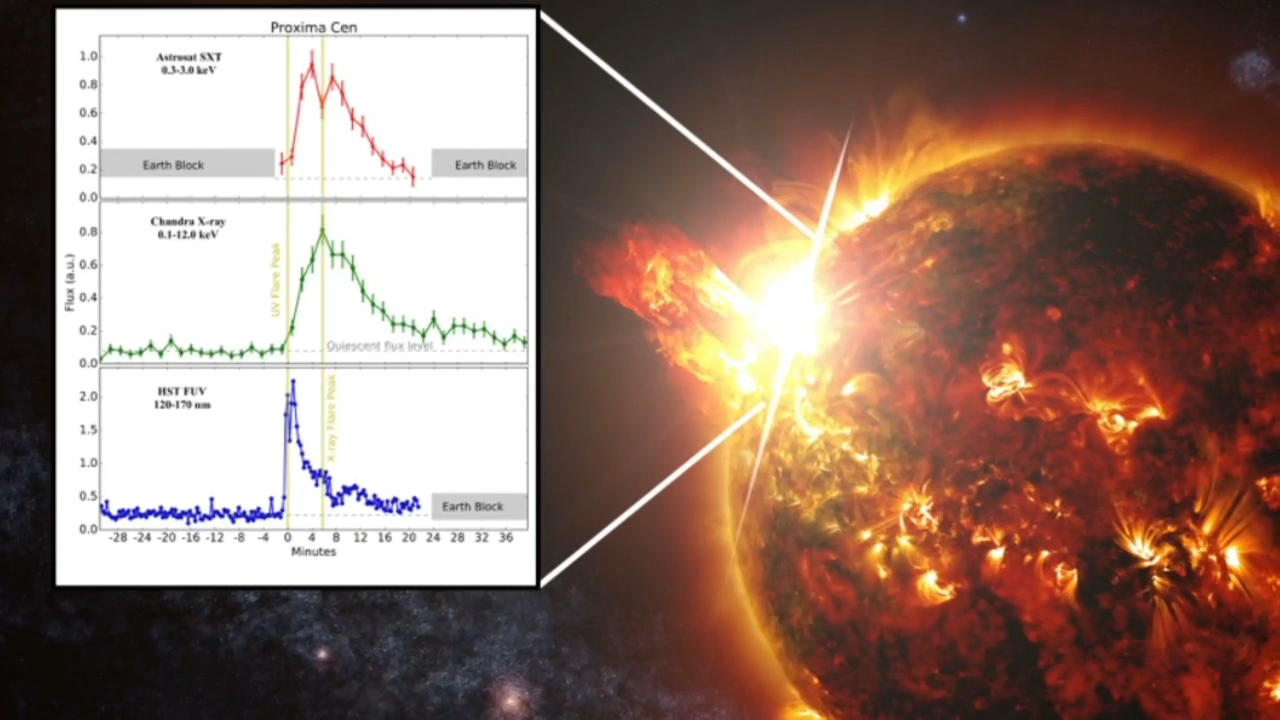 Proxima Cen
Astrosat SXT
0.3-3.0 keV
1.0
0.8
0.6
0.4
0.2
0.0
Earth Block
Earth Block
Chandra X-ray
0.1-12.0 keV
0.8
0.6
0.4
0.2
0.0
Flux (a.u.)
UV Flare Peak
Quiescent flux level
HST FUV
120-170 nm
2.0
1.5
1.0
0.5
0.0
X-ray Flare Peak
Earth Block
-28 -24 -20 -16 -12 -8 -4 0 4 8 12 16 20 24 28 32 36
Minutes